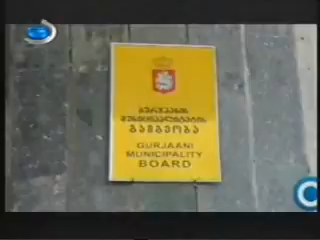 გურჯაანის
მუნიციპალიტეტის
გამგეობა
GURJAANI
MUNICIPALITY
BOARD